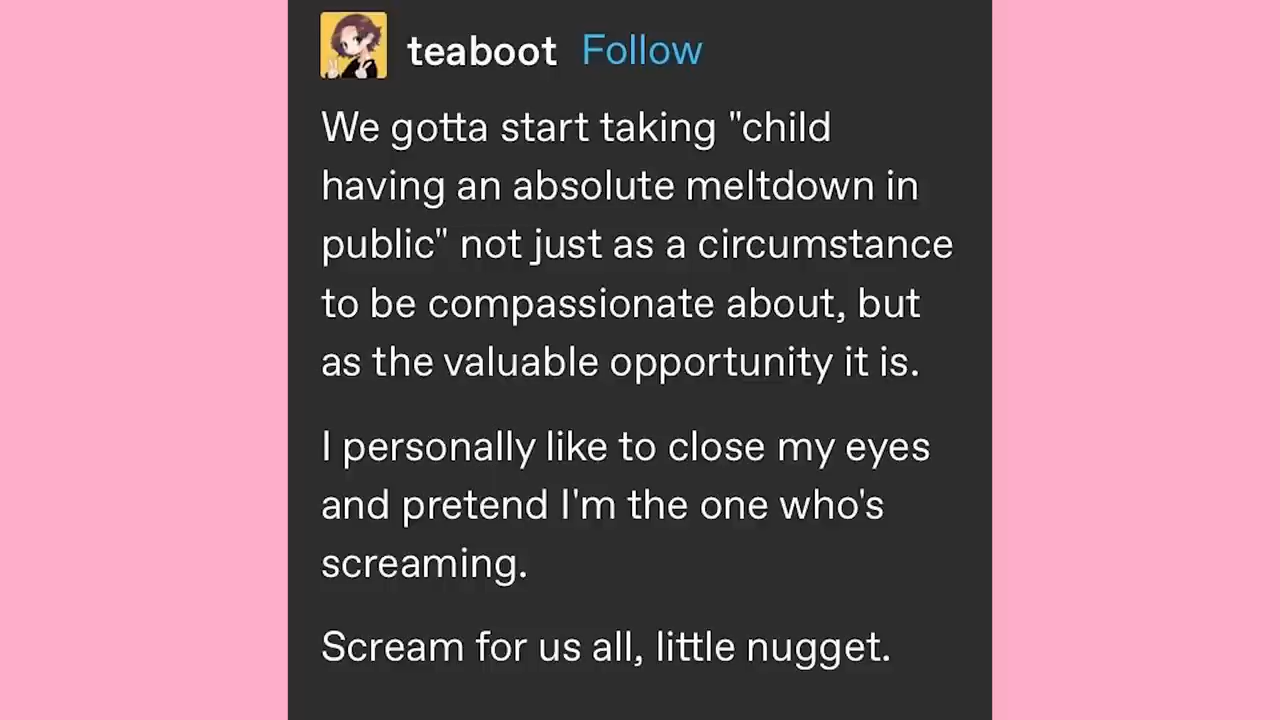 teaboot Follow
We gotta start taking "child
having an absolute meltdown in
public" not just as a circumstance
to be compassionate about, but
as the valuable opportunity it is.
I personally like to close my eyes
and pretend I'm the one who's
screaming.
Scream for us all, little nugget.